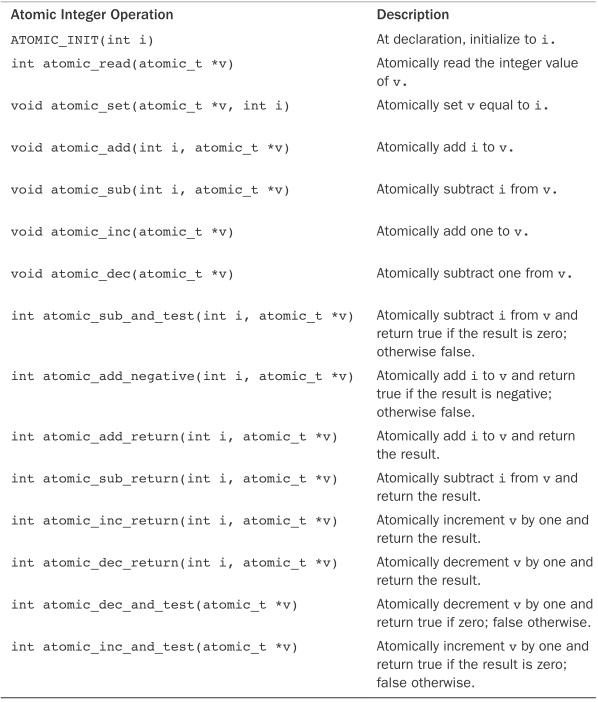 Atomic Integer Operation Description
ATOMIC_INIT(int i) At declaration, initialize to i.
int atomic_read(atomic_t *v) Atomically read the integer value
of v.
void atomic_set(atomic_t *v, int i) Atomically set v equal to i.
void atomic_add(int i, atomic_t *v) Atomically add i to v.
void atomic_sub(int i, atomic_t *v) Atomically subtract i from v.
void atomic_inc(atomic_t *v) Atomically add one to v.
void atomic_dec(atomic_t *v) Atomically subtract one from v.
int atomic_sub_and_test(int i, atomic_t *v) Atomically subtract i from v and
return true if the result is zero;
otherwise false.
int atomic_add_negative(int i, atomic_t *v) Atomically add i to v and return
true if the result is negative;
otherwise false.
int atomic_add_return(int i, atomic_t *v) Atomically add i to v and return
the result.
int atomic_sub_return(int i, atomic_t *v) Atomically subtract i from v and
return the result.
int atomic_inc_return(int i, atomic_t *v) Atomically increment v by one and
return the result.
int atomic_dec_return(int i, atomic_t *v) Atomically decrement v by one and
return the result.
int atomic_dec_and_test(atomic_t *v) Atomically decrement v by one and
return true if zero; false otherwise.
int atomic_inc_and_test(atomic_t *v) Atomically increment v by one and
return true if the result is zero;
false otherwise.